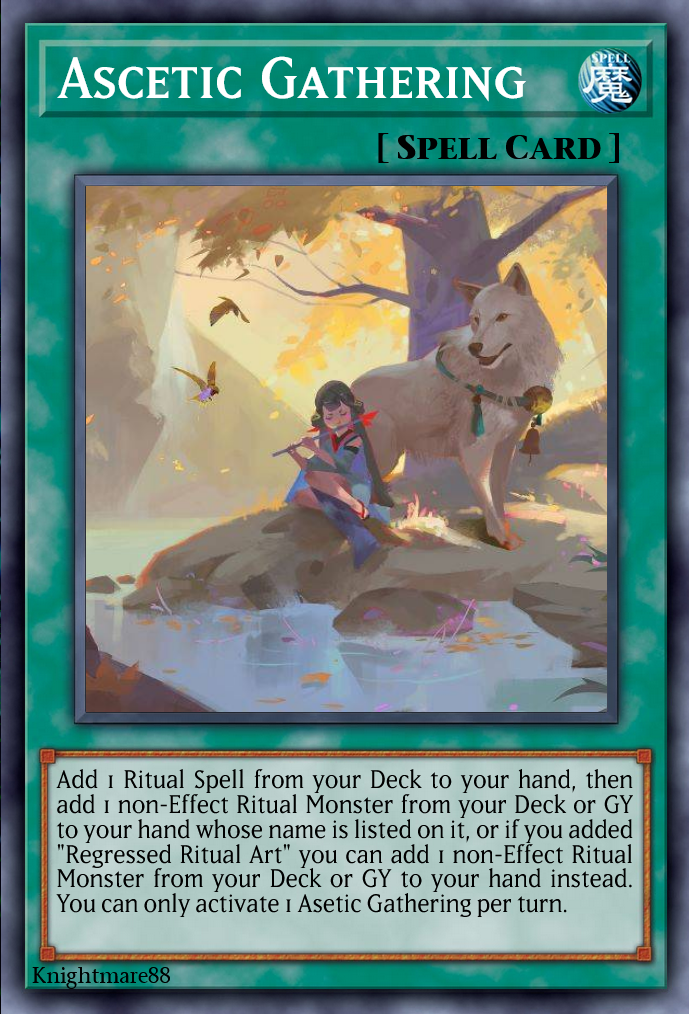 Ascetic Gathering
SPELL
魔
[ Spell Card ]
Add 1 Ritual Spell from your Deck to your hand, then
add 1 non-Effect Ritual Monster from your Deck or GY
to your hand whose name is listed on it, or if you added
"Regressed Ritual Art" you can add 1 non-Effect Ritual
Monster from your Deck or GY to your hand instead.
You can only activate 1 Asetic Gathering per turn.
Knightmare88